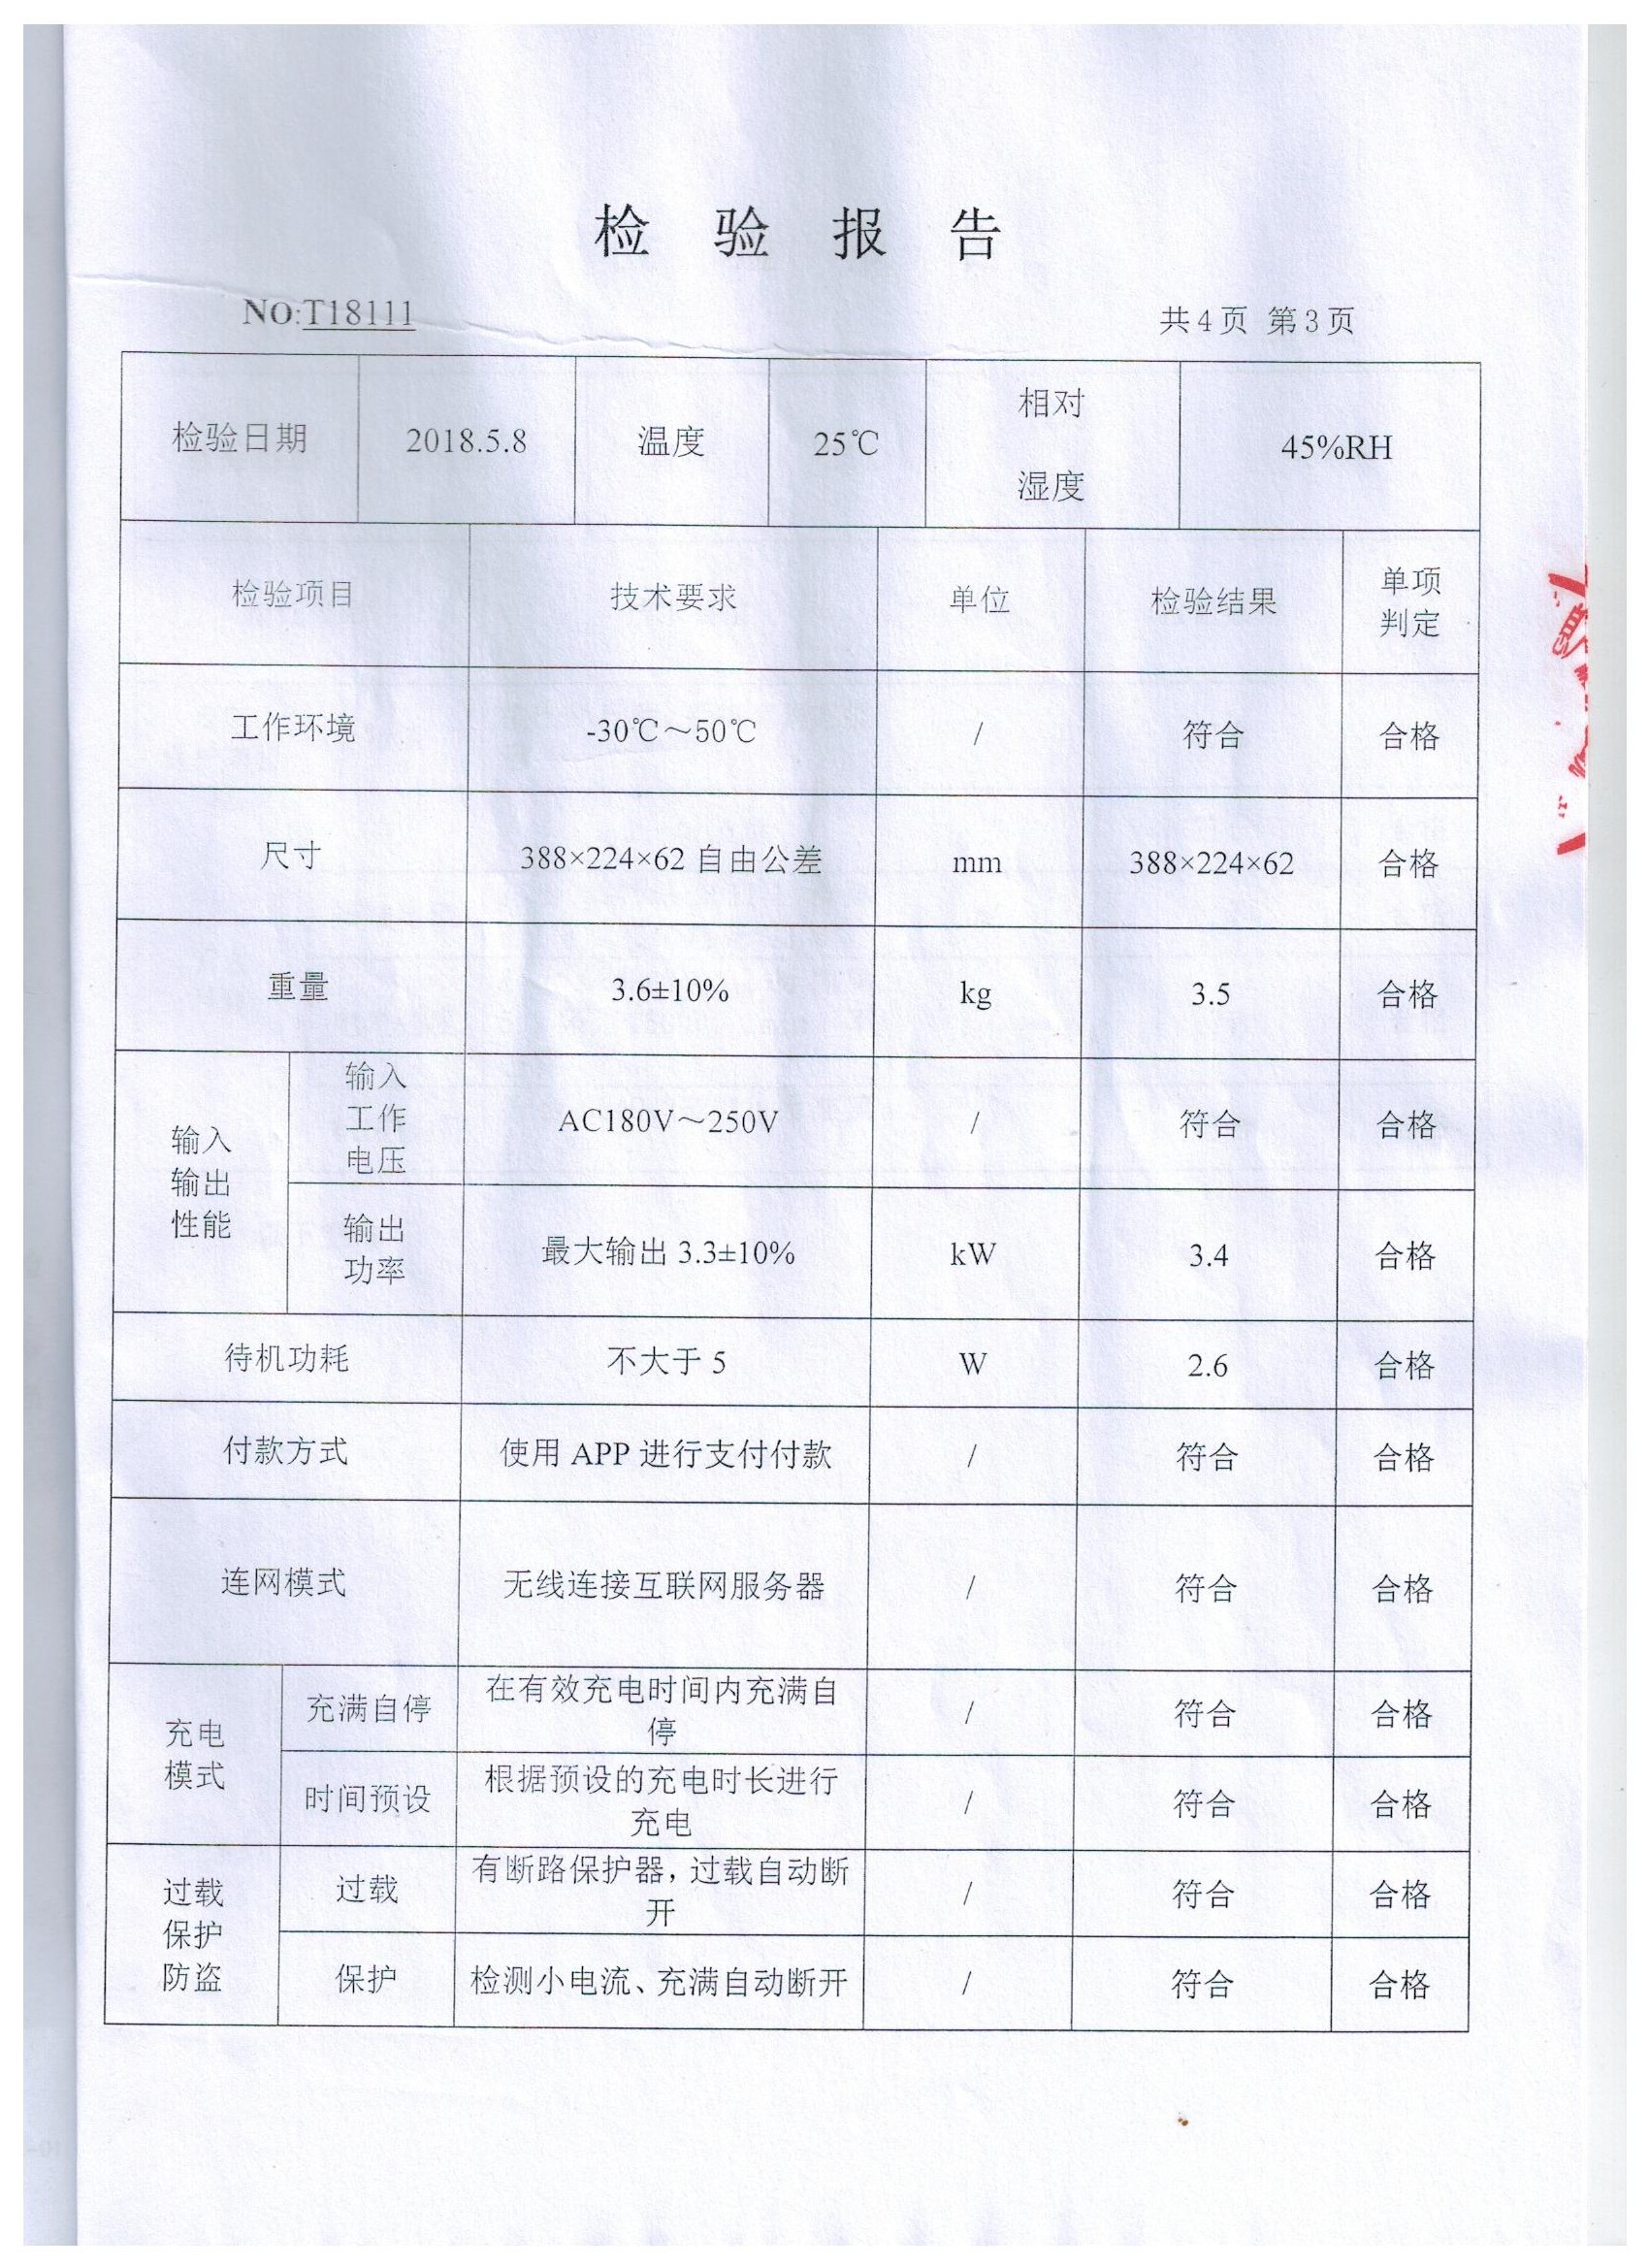 检验报告
NO:T18111
共4页 第3页
检验日期 2018.5.8 温度 25℃ 相对 45%RH
湿度
检验项目 技术要求 单位 检验结果 单项
判定
工作环境 -30℃～50℃ / 符合 合格
尺寸 388×224×62自由公差 mm 388×224×62 合格
重量 3.6±10% kg 3.5 合格
输入
输出
性能
输入
工作
电压
AC180V～250V / 符合 合格
输出
功率
最大输出3.3±10% kW 3.4 合格
待机功耗 不大于5 W 2.6 合格
付款方式 使用APP进行支付付款 / 符合 合格
连网模式 无线连接互联网服务器 / 符合 合格
充电
模式
充满自停
在有效充电时间内充满自
停
/ 符合 合格
时间预设
根据预设的充电时长进行
充电
/ 符合 合格
过载
保护
防盗
过载
有断路保护器，过载自动断
开
/ 符合 合格
保护 检测小电流、充满自动断开 / 符合 合格